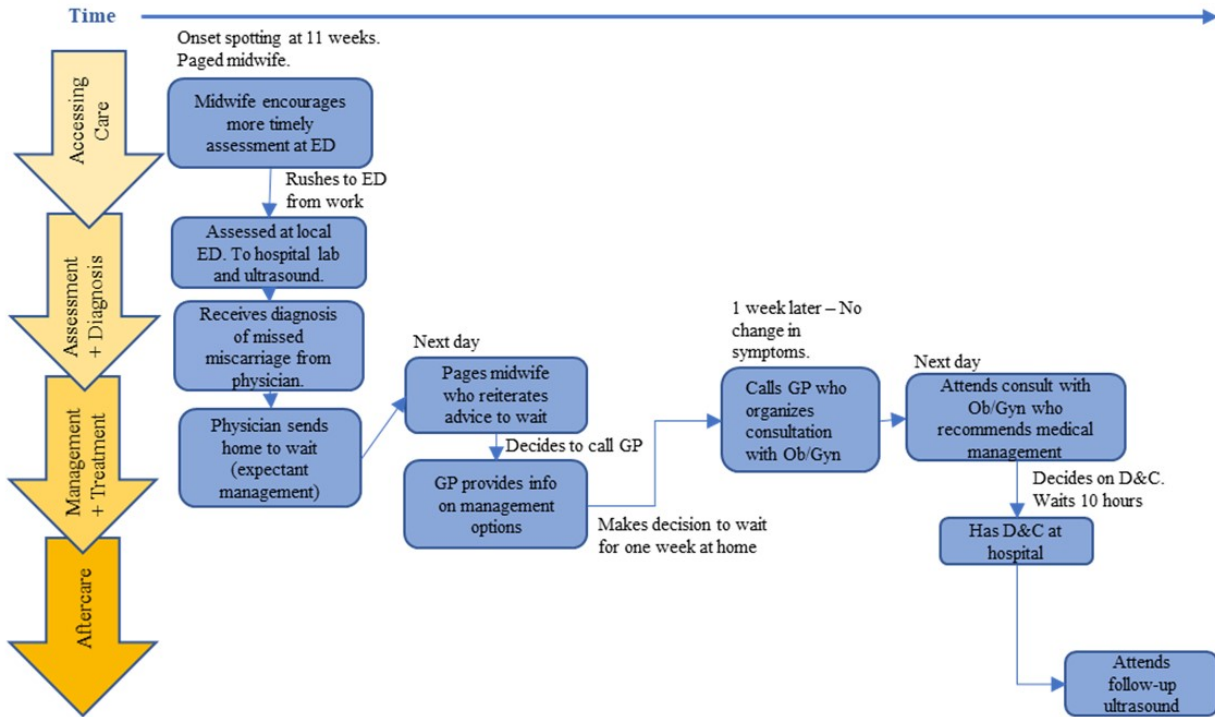 Time
Onset spotting at 11 weeks.
Paged midwife.
Accessing
Care
Midwife encourages
more timely
assessment at ED
Rushes to ED
from work
Assessment
+ Diagnosis
Assessed at local
ED. To hospital lab
and ultrasound.
Receives diagnosis
of missed
miscarriage from
physician.
Management
+ Treatment
Physician sends
home to wait
(expectant
management)
Next day
Pages midwife
who reiterates
advice to wait
Decides to call GP
GP provides info
on management
options
Makes decision to wait
for one week at home
1 week later – No
change in
symptoms.
Calls GP who
organizes
consultation
with Ob/Gyn
Next day
Attends consult with
Ob/Gyn who
recommends medical
management
Decides on D&C.
Waits 10 hours
Has D&C at
hospital
Aftercare
Attends
follow-up
ultrasound